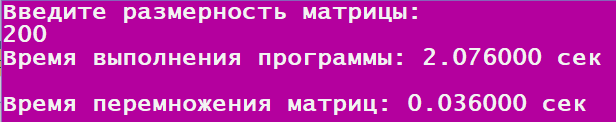 Введите размерность матрицы:
200
Время выполнения программы: 2.076000 сек
Время перемножения матриц: 0.036000 сек